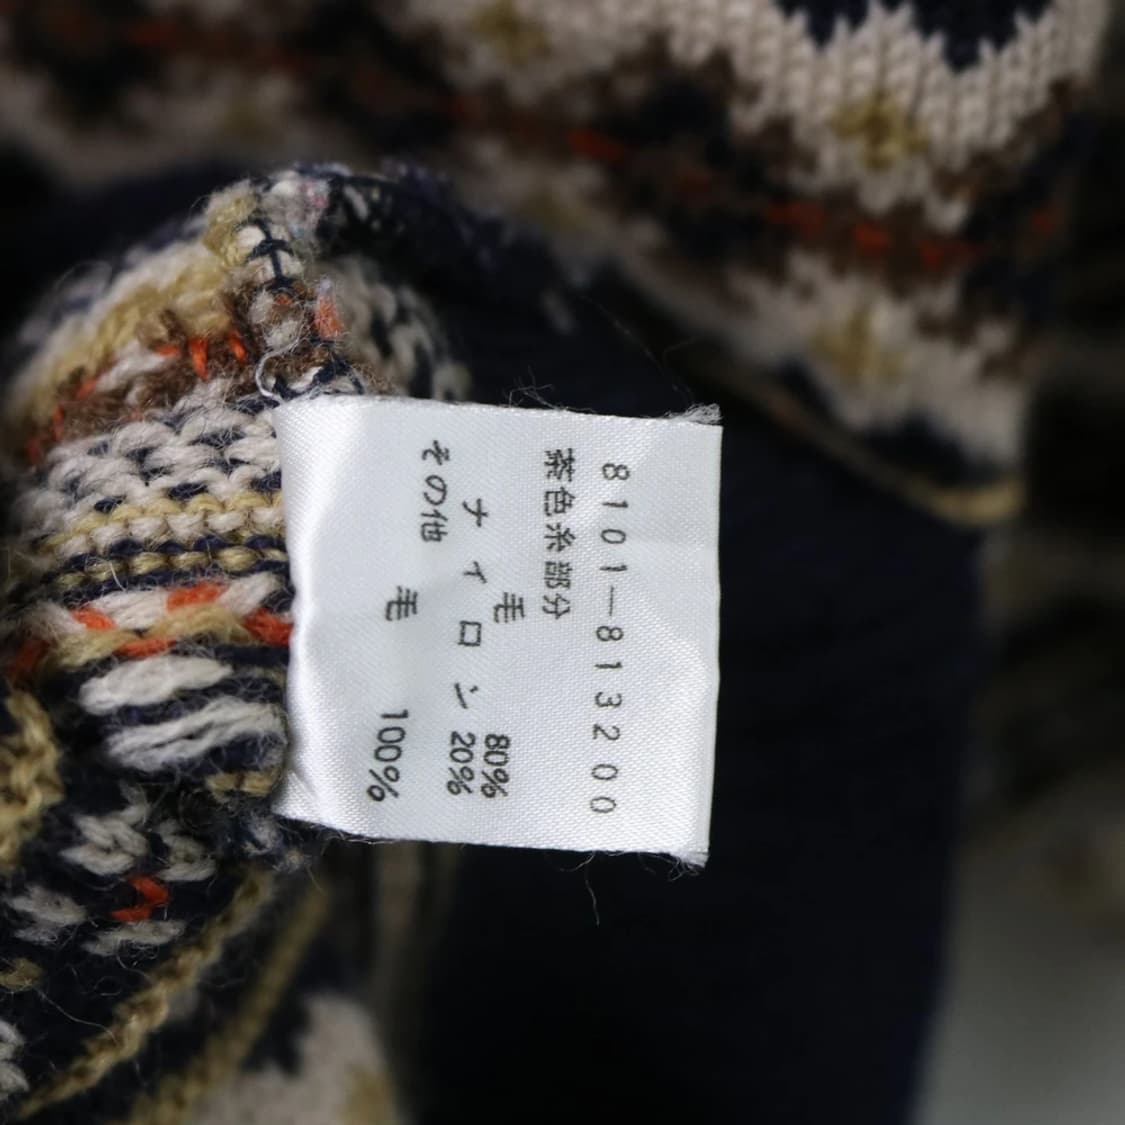 8101-813200
茶色糸部分
毛 80%
ナイロン 20%
その他
毛 100%